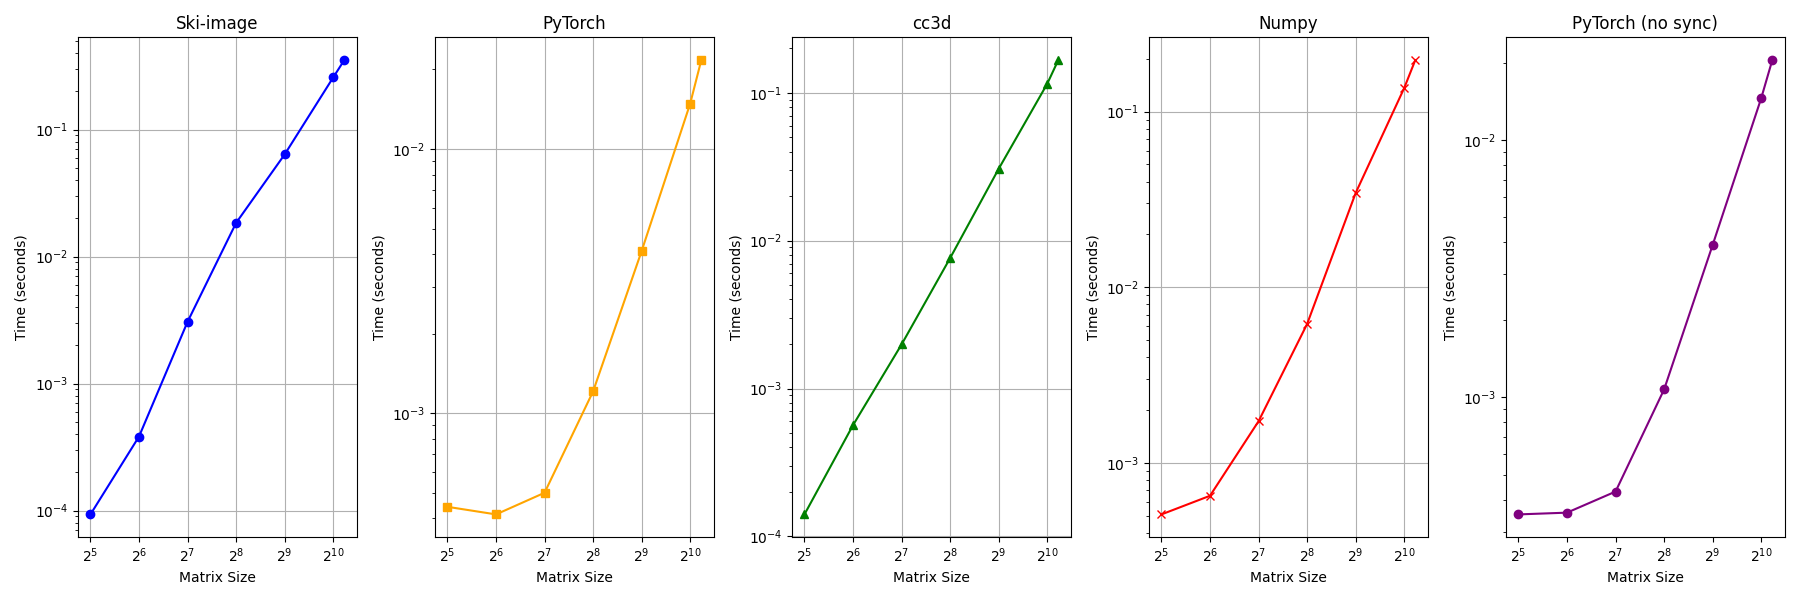 Ski-image
PyTorch
cc3d
Numpy
PyTorch (no sync)
Time (seconds)
10⁻¹
10⁻²
10⁻³
10⁻⁴
2⁵ 2⁶ 2⁷ 2⁸ 2⁹ 2¹⁰
Matrix Size
Time (seconds)
10⁻²
10⁻³
2⁵ 2⁶ 2⁷ 2⁸ 2⁹ 2¹⁰
Matrix Size
Time (seconds)
10⁻¹
10⁻²
10⁻³
10⁻⁴
2⁵ 2⁶ 2⁷ 2⁸ 2⁹ 2¹⁰
Matrix Size
Time (seconds)
10⁻¹
10⁻²
10⁻³
2⁵ 2⁶ 2⁷ 2⁸ 2⁹ 2¹⁰
Matrix Size
Time (seconds)
10⁻²
10⁻³
2⁵ 2⁶ 2⁷ 2⁸ 2⁹ 2¹⁰
Matrix Size